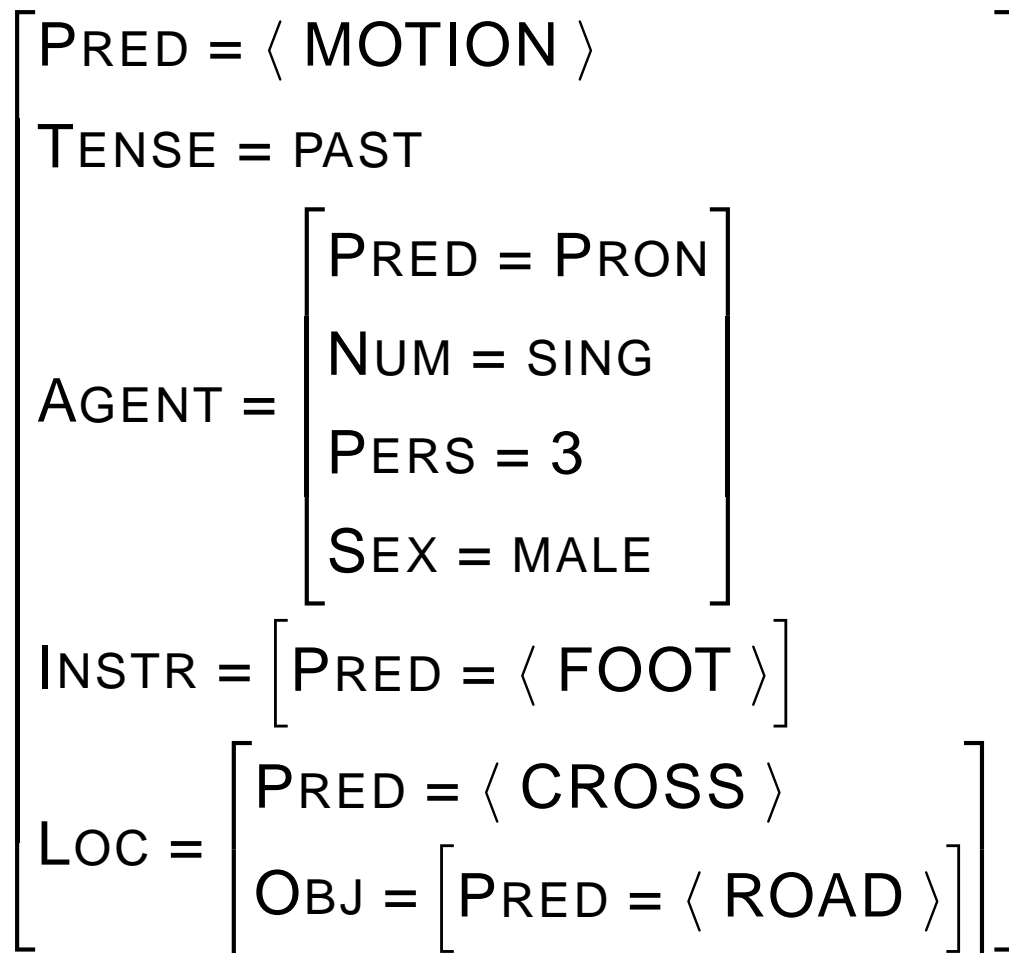 PRED = ⟨ MOTION ⟩
TENSE = PAST
AGENT =
PRED = PRON
NUM = SING
PERS = 3
SEX = MALE
INSTR = [PRED = ⟨ FOOT ⟩]
LOC =
PRED = ⟨ CROSS ⟩
OBJ = [PRED = ⟨ ROAD ⟩]